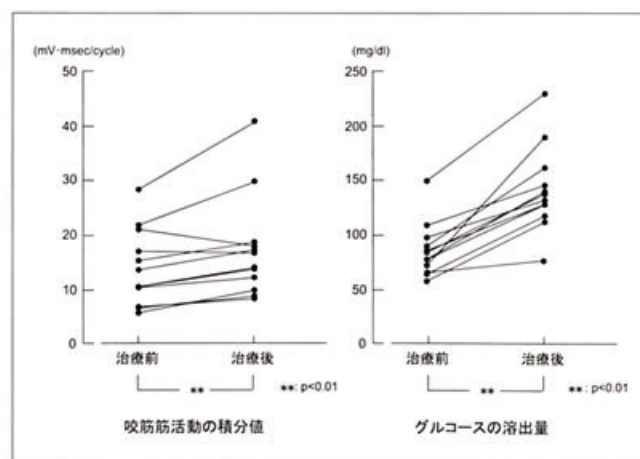 (mV·msec/cycle)
50
40
30
20
10
0
治療前
治療後
**
**: p<0.01
咬筋筋活動の積分値
(mg/dl)
250
200
150
100
50
0
治療前
治療後
**
**: p<0.01
グルコースの溶出量